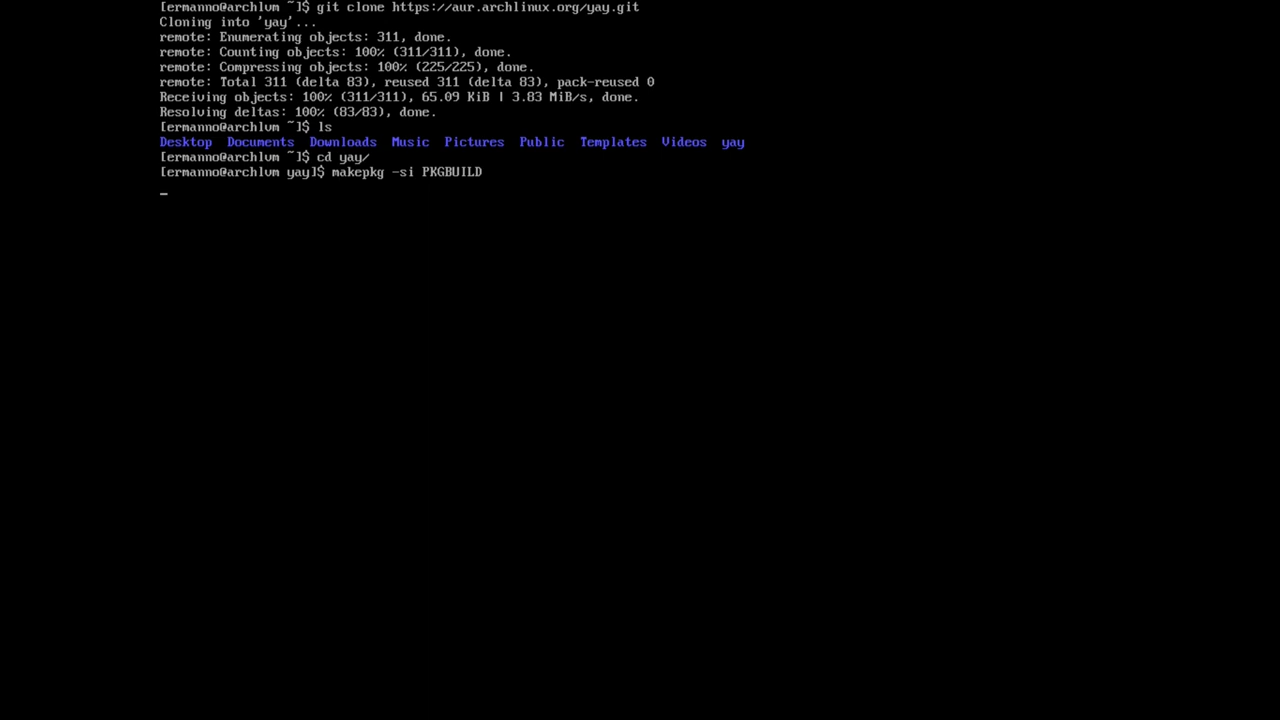 [ermanno@archlvm ~]$ git clone https://aur.archlinux.org/yay.git
Cloning into 'yay'...
remote: Enumerating objects: 311, done.
remote: Counting objects: 100% (311/311), done.
remote: Compressing objects: 100% (225/225), done.
remote: Total 311 (delta 83), reused 311 (delta 83), pack-reused 0
Receiving objects: 100% (311/311), 65.09 KiB | 3.83 MiB/s, done.
Resolving deltas: 100% (83/83), done.
[ermanno@archlvm ~]$ ls
Desktop  Documents  Downloads  Music  Pictures  Public  Templates  Videos  yay
[ermanno@archlvm ~]$ cd yay/
[ermanno@archlvm yay]$ makepkg -si PKGBUILD